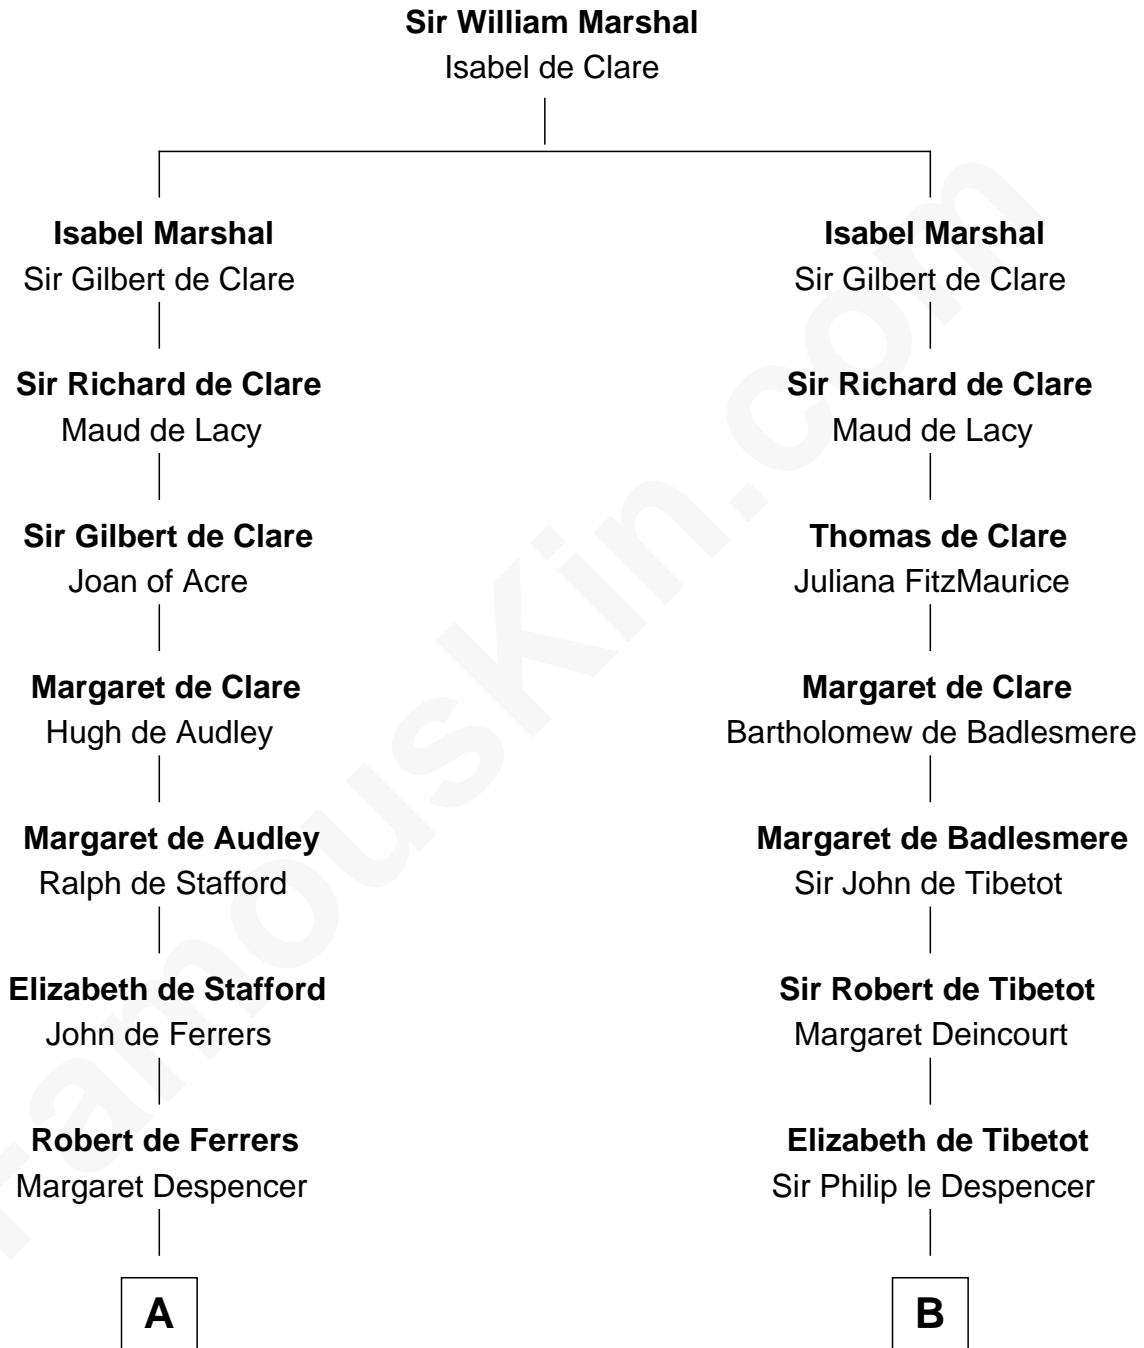 Sir William Marshal
Isabel de Clare
Isabel Marshal
Sir Gilbert de Clare
Isabel Marshal
Sir Gilbert de Clare
Sir Richard de Clare
Maud de Lacy
Sir Richard de Clare
Maud de Lacy
Sir Gilbert de Clare
Joan of Acre
Thomas de Clare
Juliana FitzMaurice
Margaret de Clare
Hugh de Audley
Margaret de Clare
Bartholomew de Badlesmere
Margaret de Audley
Ralph de Stafford
Margaret de Badlesmere
Sir John de Tibetot
Elizabeth de Stafford
John de Ferrers
Sir Robert de Tibetot
Margaret Deincourt
Robert de Ferrers
Margaret Despencer
Elizabeth de Tibetot
Sir Philip le Despencer
A
B
FamousKin.com